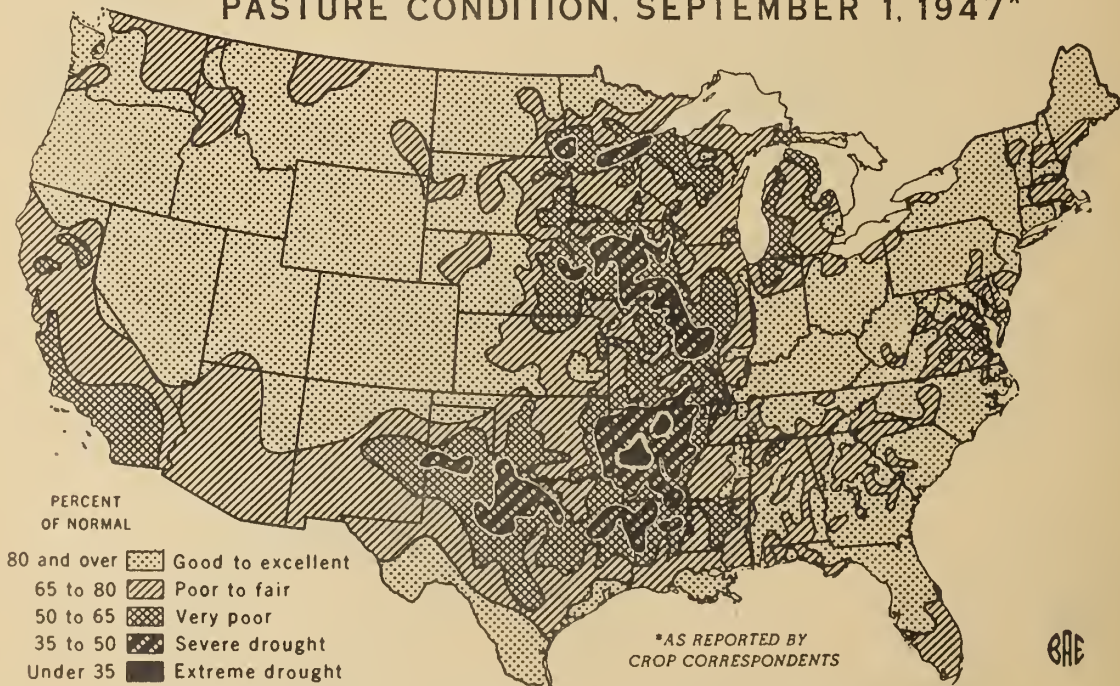 PASTURE CONDITION, SEPTEMBER 1, 1947*
PERCENT
OF NORMAL
80 and over Good to excellent
65 to 80 Poor to fair
50 to 65 Very poor
35 to 50 Severe drought
Under 35 Extreme drought
*AS REPORTED BY
CROP CORRESPONDENTS
BAE